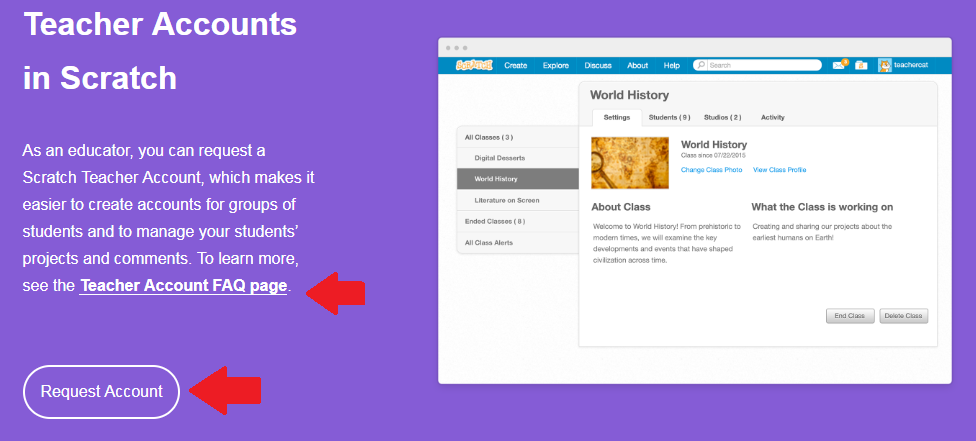 Teacher Accounts
in Scratch
As an educator, you can request a
Scratch Teacher Account, which makes it
easier to create accounts for groups of
students and to manage your students’
projects and comments. To learn more,
see the Teacher Account FAQ page.
Request Account
SCRATCH Create Explore Discuss About Help Search teachercat
All Classes ( 3 )
Digital Desserts
World History
Literature on Screen
Ended Classes ( 8 )
All Class Alerts
World History
Settings Students ( 9 ) Studios ( 2 ) Activity
World History
Class since 07/22/2015
Change Class Photo View Class Profile
About Class
Welcome to World History! From prehistoric to
modern times, we will examine the key
developments and events that have shaped
civilization across time.
What the Class is working on
Creating and sharing our projects about the
earliest humans on Earth!
End Class Delete Class